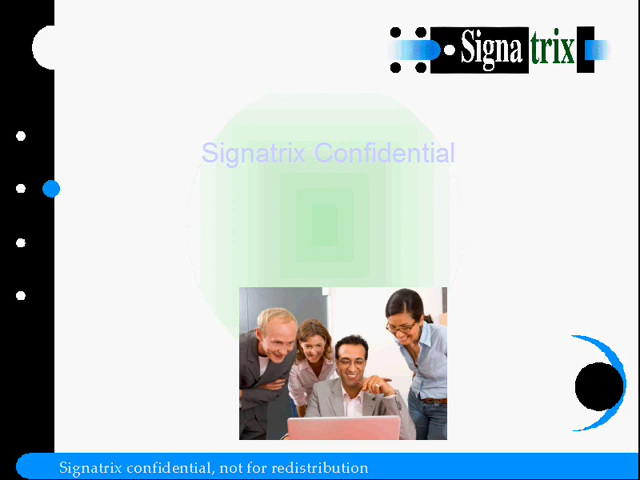 Signatrix
Signatrix Confidential
Signatrix confidential, not for redistribution